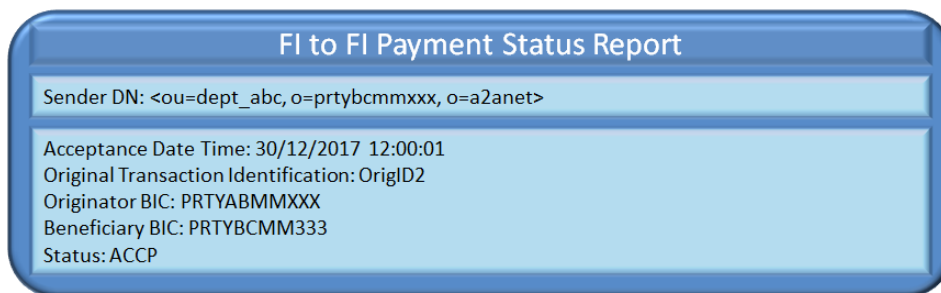 FI to FI Payment Status Report
Sender DN: <ou=dept_abc, o=prtybcmmxxx, o=a2anet>
Acceptance Date Time: 30/12/2017 12:00:01
Original Transaction Identification: OrigID2
Originator BIC: PRTYABMMXXX
Beneficiary BIC: PRTYBCMM333
Status: ACCP